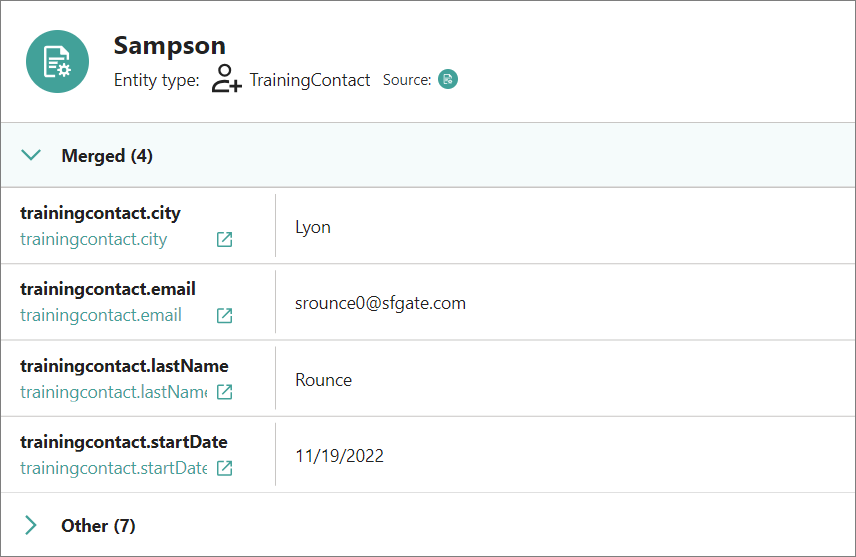 Sampson
Entity type: TrainingContact Source:
Merged (4)
trainingcontact.city
trainingcontact.city
Lyon
trainingcontact.email
trainingcontact.email
srounce0@sfgate.com
trainingcontact.lastName
trainingcontact.lastName
Rounce
trainingcontact.startDate
trainingcontact.startDate
11/19/2022
Other (7)